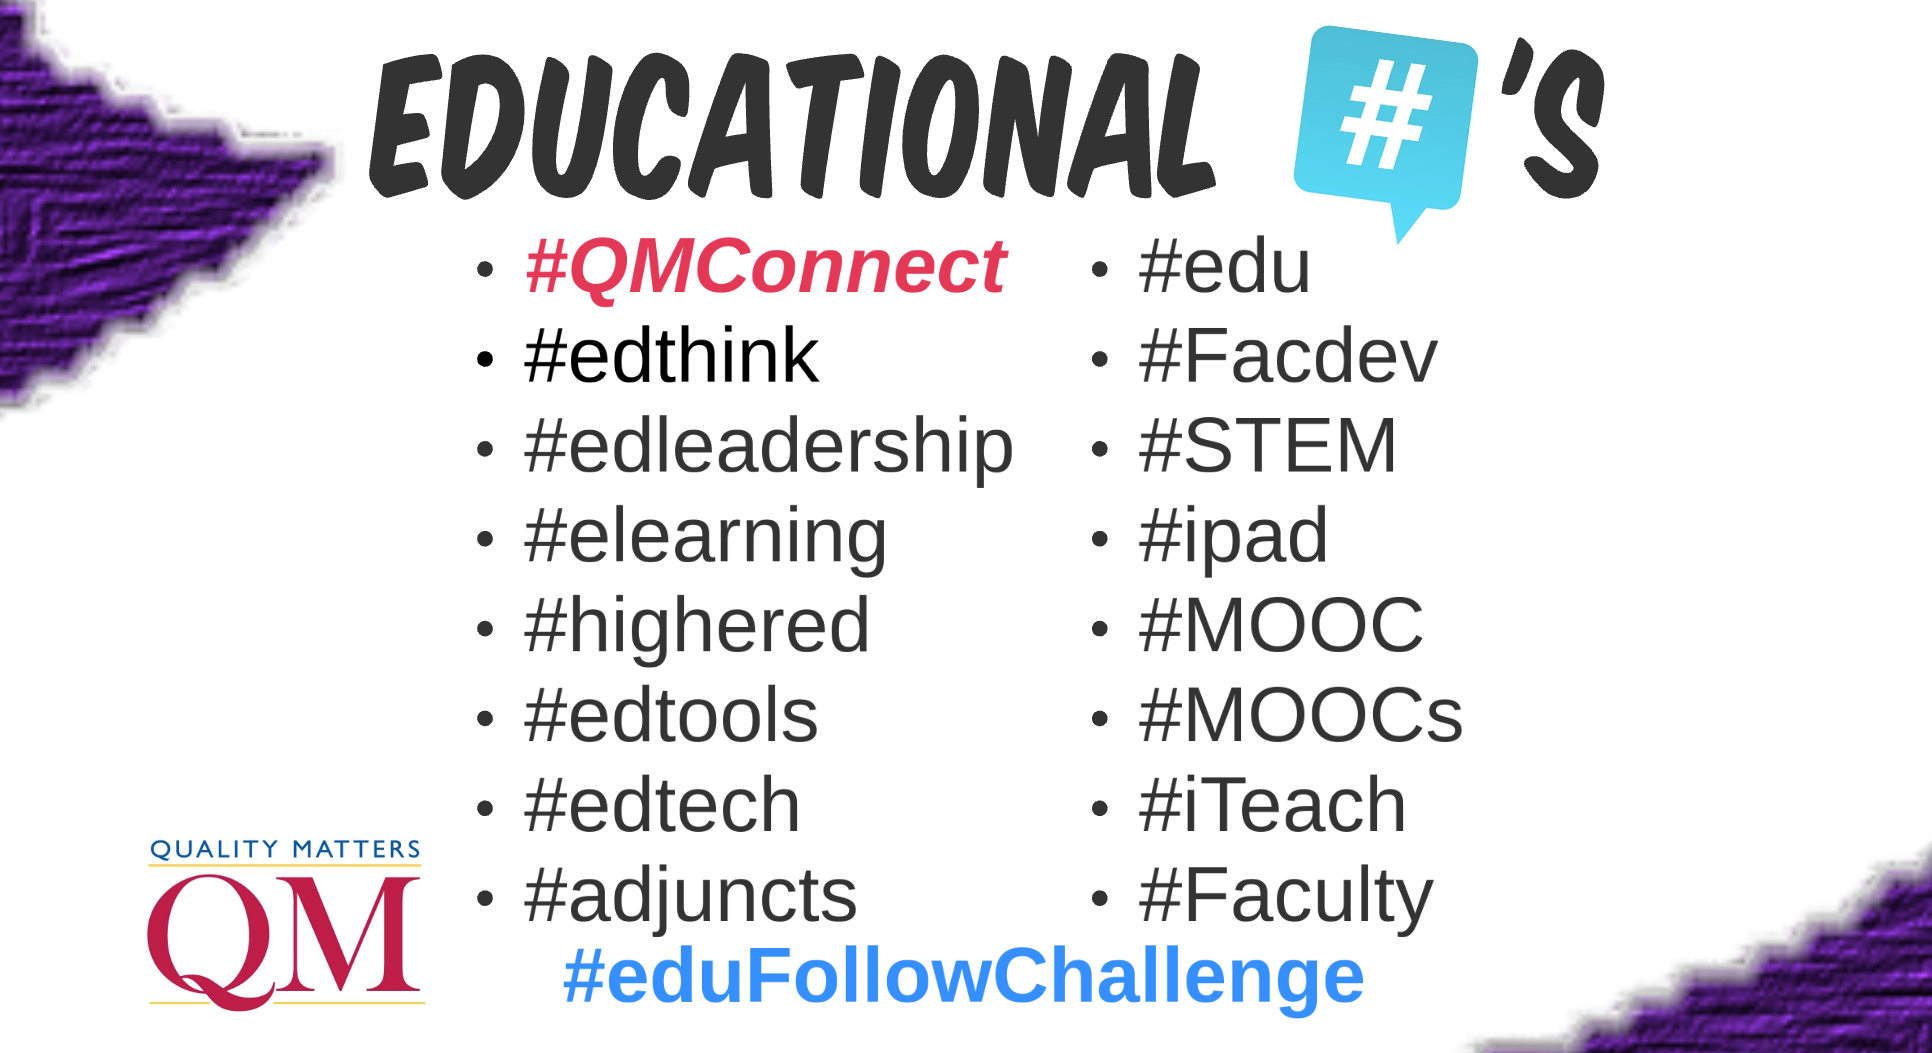 EDUCATIONAL #'S
• #QMConnect
• #edthink
• #edleadership
• #elearning
• #highered
• #edtools
• #edtech
• #adjuncts
• #edu
• #Facdev
• #STEM
• #ipad
• #MOOC
• #MOOCs
• #iTeach
• #Faculty
#eduFollowChallenge
QUALITY MATTERS
QM